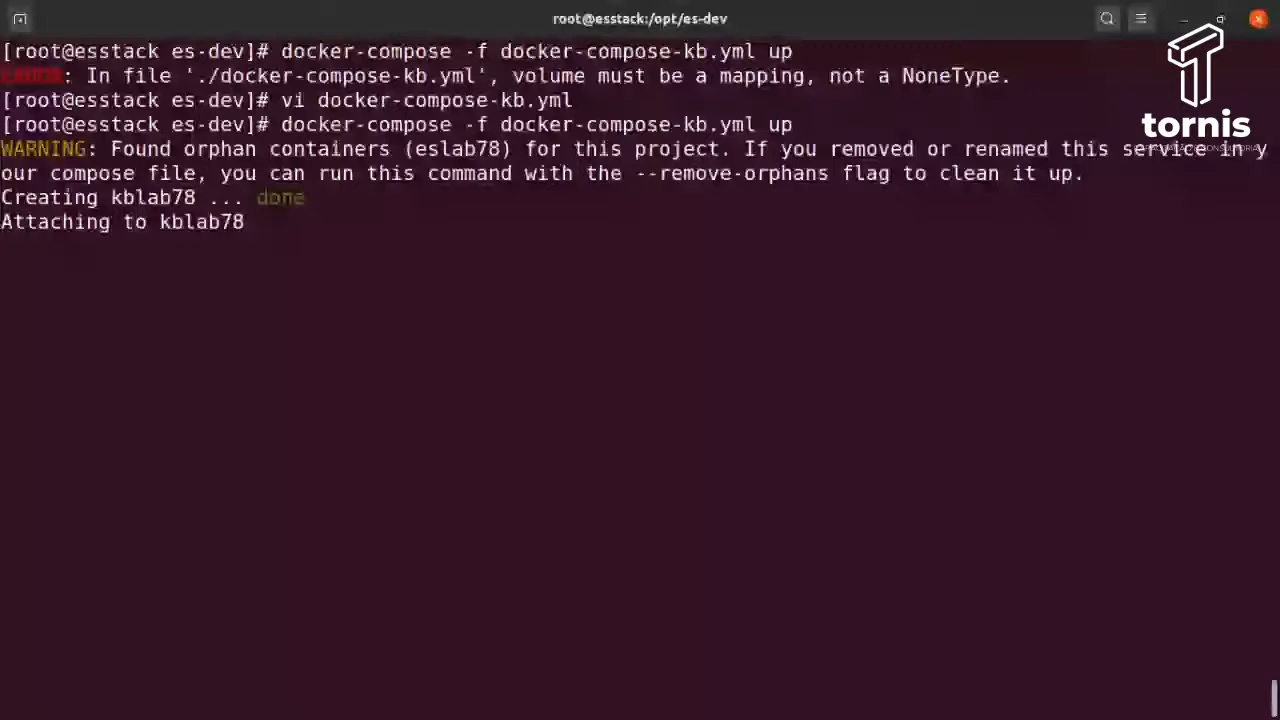 root@esstack:/opt/es-dev
[root@esstack es-dev]# docker-compose -f docker-compose-kb.yml up
ERROR: In file './docker-compose-kb.yml', volume must be a mapping, not a NoneType.
[root@esstack es-dev]# vi docker-compose-kb.yml
[root@esstack es-dev]# docker-compose -f docker-compose-kb.yml up
WARNING: Found orphan containers (eslab78) for this project. If you removed or renamed this service in y
our compose file, you can run this command with the --remove-orphans flag to clean it up.
Creating kblab78 ... done
Attaching to kblab78
tornis